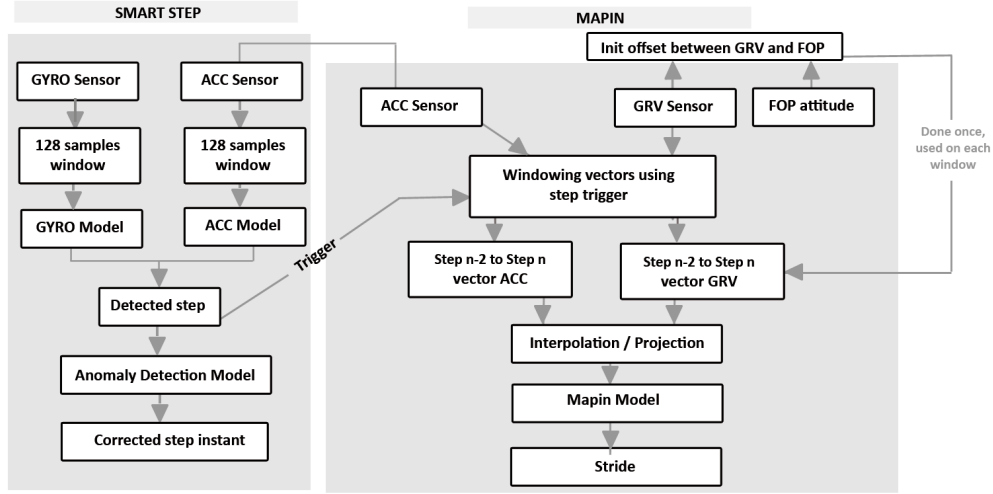 SMART STEP
GYRO Sensor
ACC Sensor
128 samples
window
128 samples
window
GYRO Model
ACC Model
Detected step
Anomaly Detection Model
Corrected step instant
Trigger
MAPIN
Init offset between GRV and FOP
ACC Sensor
GRV Sensor
FOP attitude
Done once,
used on each
window
Windowing vectors using
step trigger
Step n-2 to Step n
vector ACC
Step n-2 to Step n
vector GRV
Interpolation / Projection
Mapin Model
Stride